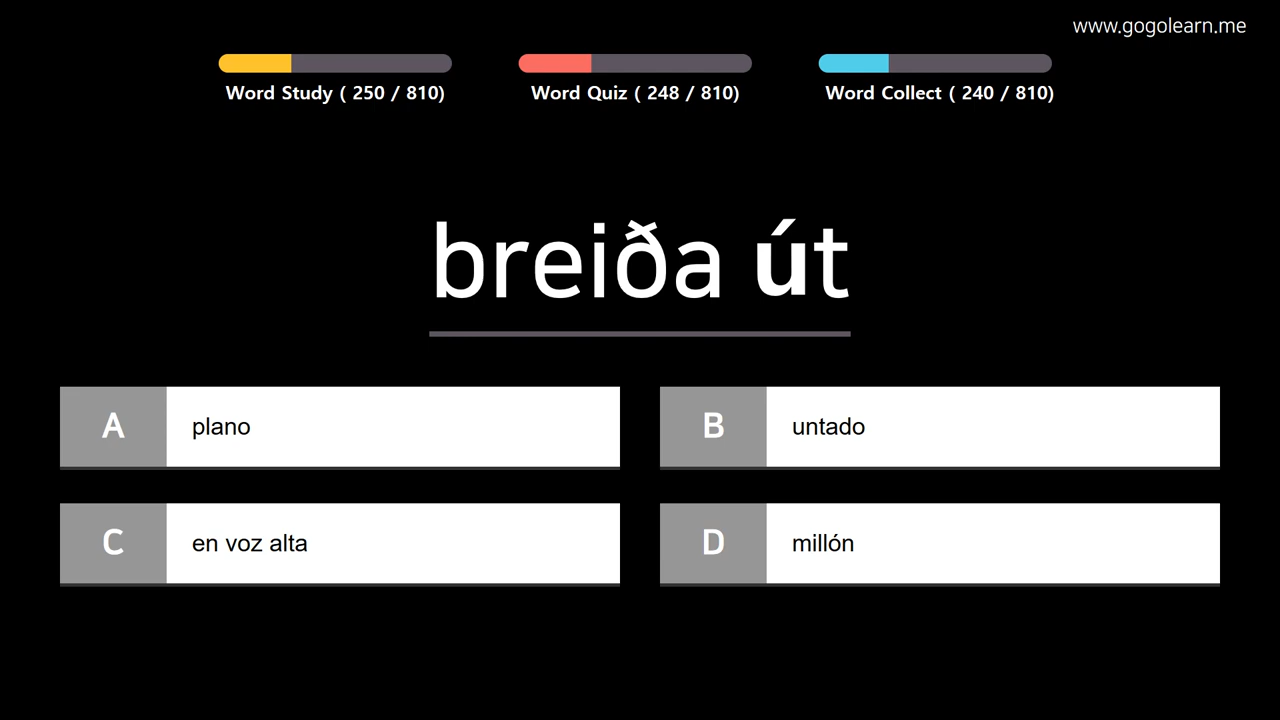 www.gogolearn.me
Word Study ( 250 / 810)
Word Quiz ( 248 / 810)
Word Collect ( 240 / 810)
breiða út
A plano
B untado
C en voz alta
D millón